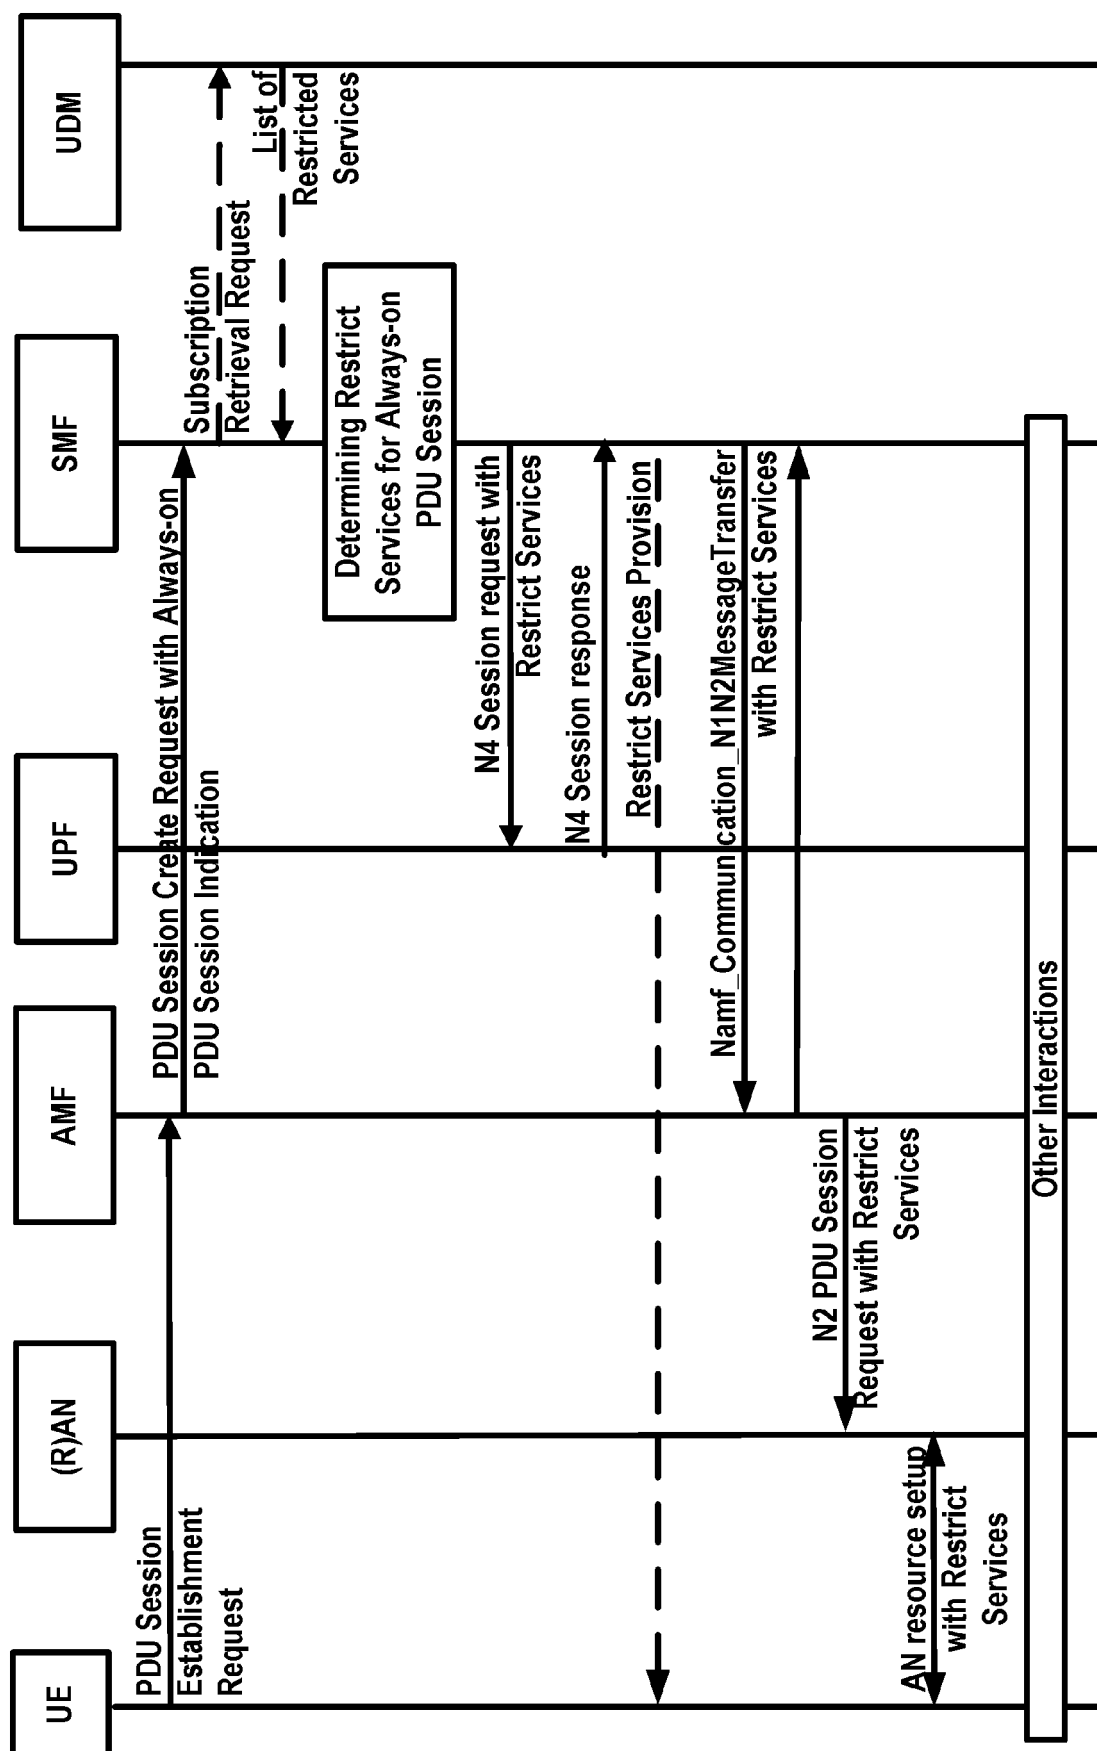 UE
(R)AN
AMF
UPF
SMF
UDM
PDU Session
Establishment
Request
PDU Session Create Request with Always-on
PDU Session Indication
Subscription
Retrieval Request
List of
Restricted
Services
Determining Restrict
Services for Always-on
PDU Session
N4 Session request with
Restrict Services
N4 Session response
Restrict Services Provision
Namf_Communication_N1N2MessageTransfer
with Restrict Services
N2 PDU Session
Request with Restrict
Services
AN resource setup
with Restrict
Services
Other Interactions